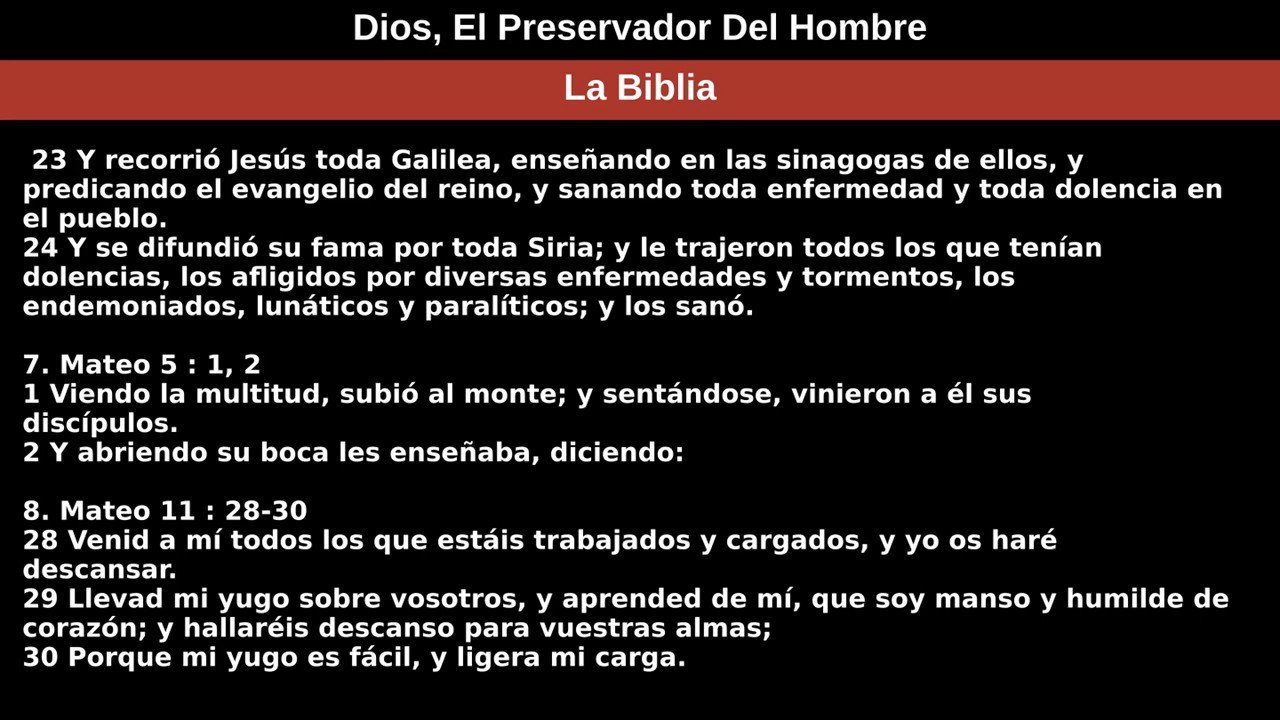 Dios, El Preservador Del Hombre
La Biblia
23 Y recorrió Jesús toda Galilea, enseñando en las sinagogas de ellos, y
predicando el evangelio del reino, y sanando toda enfermedad y toda dolencia en
el pueblo.
24 Y se difundió su fama por toda Siria; y le trajeron todos los que tenían
dolencias, los afligidos por diversas enfermedades y tormentos, los
endemoniados, lunáticos y paralíticos; y los sanó.
7. Mateo 5 : 1, 2
1 Viendo la multitud, subió al monte; y sentándose, vinieron a él sus
discípulos.
2 Y abriendo su boca les enseñaba, diciendo:
8. Mateo 11 : 28-30
28 Venid a mí todos los que estáis trabajados y cargados, y yo os haré
descansar.
29 Llevad mi yugo sobre vosotros, y aprended de mí, que soy manso y humilde de
corazón; y hallaréis descanso para vuestras almas;
30 Porque mi yugo es fácil, y ligera mi carga.